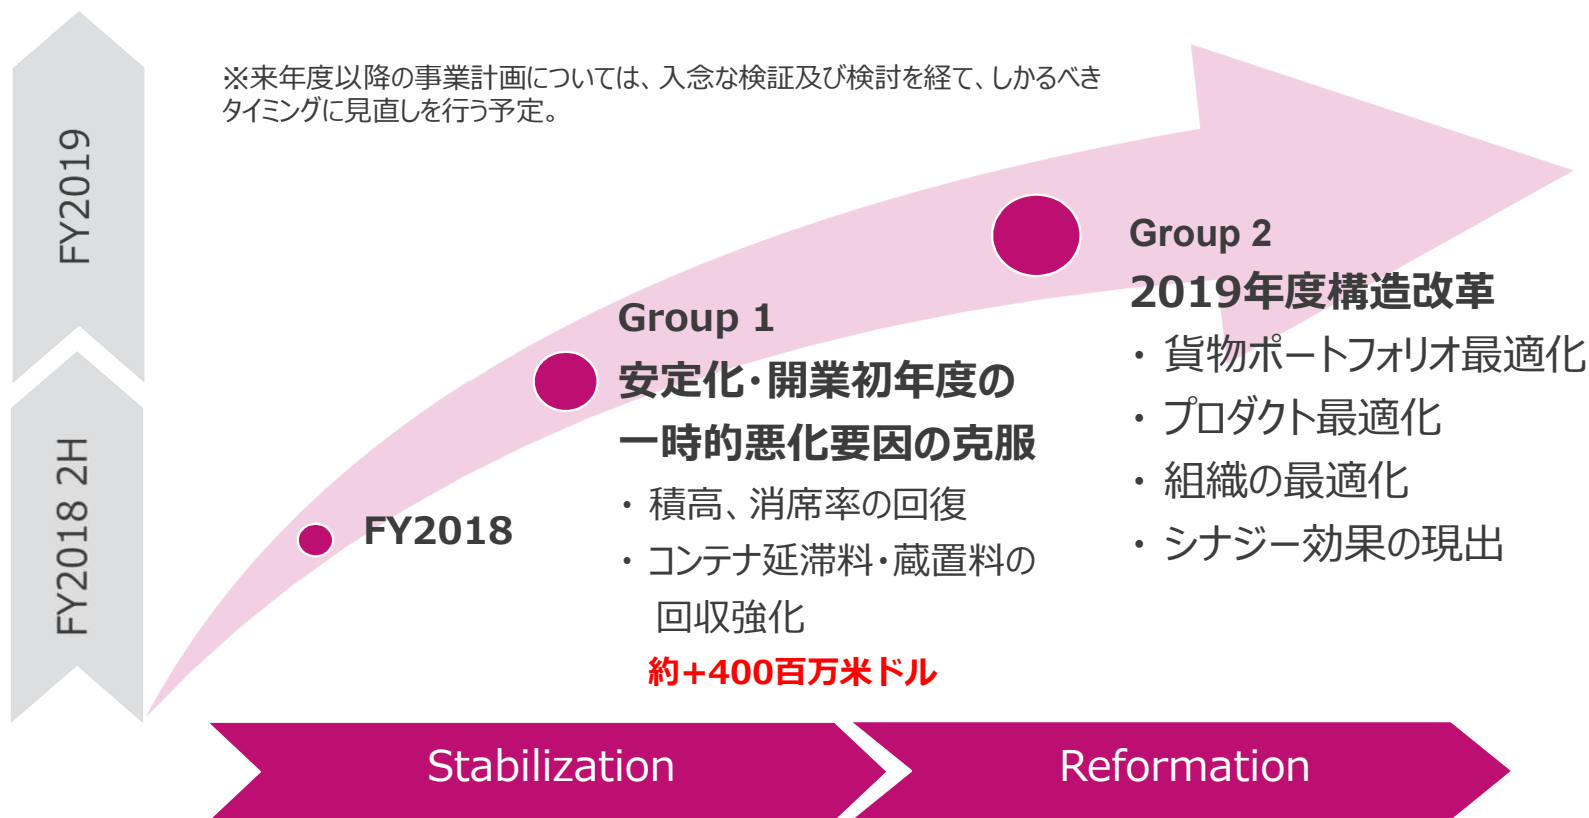 ※来年度以降の事業計画については、入念な検証及び検討を経て、しかるべき
タイミングに見直しを行う予定。
FY2019
FY2018 2H
FY2018
Group 1
安定化・開業初年度の
一時的悪化要因の克服
・ 積高、消席率の回復
・ コンテナ延滞料・蔵置料の
回収強化
約+400百万米ドル
Group 2
2019年度構造改革
・ 貨物ポートフォリオ最適化
・ プロダクト最適化
・ 組織の最適化
・ シナジー効果の現出
Stabilization
Reformation